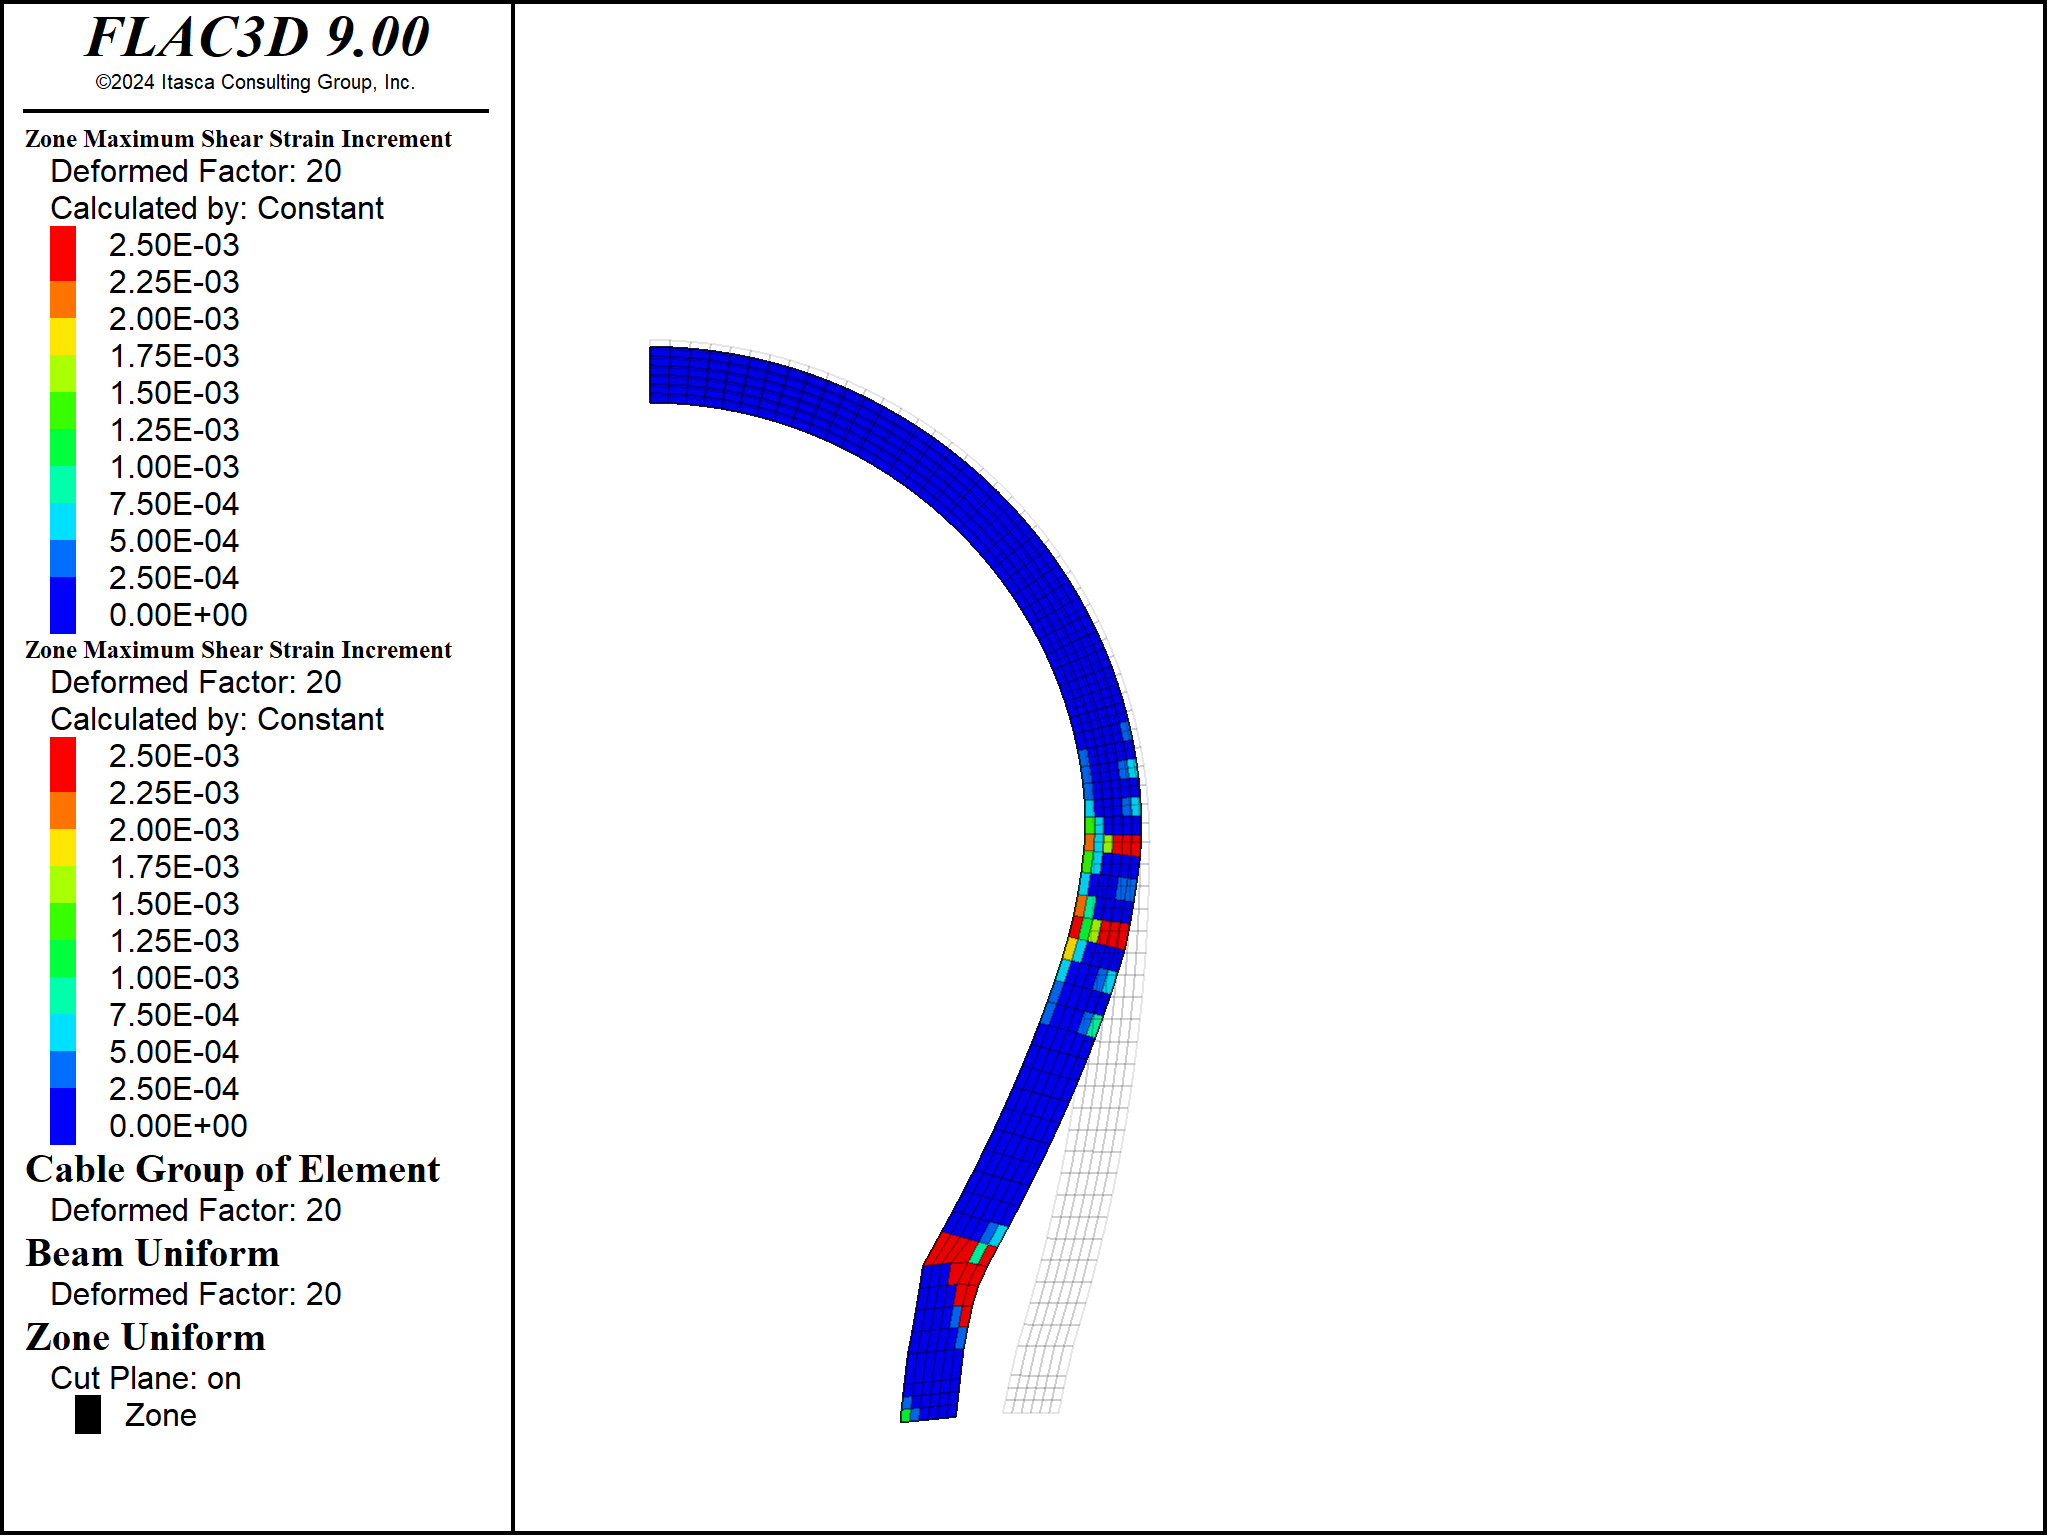 FLAC3D 9.00
©2024 Itasca Consulting Group, Inc.
Zone Maximum Shear Strain Increment
Deformed Factor: 20
Calculated by: Constant
2.50E-03
2.25E-03
2.00E-03
1.75E-03
1.50E-03
1.25E-03
1.00E-03
7.50E-04
5.00E-04
2.50E-04
0.00E+00
Zone Maximum Shear Strain Increment
Deformed Factor: 20
Calculated by: Constant
2.50E-03
2.25E-03
2.00E-03
1.75E-03
1.50E-03
1.25E-03
1.00E-03
7.50E-04
5.00E-04
2.50E-04
0.00E+00
Cable Group of Element
Deformed Factor: 20
Beam Uniform
Deformed Factor: 20
Zone Uniform
Cut Plane: on
Zone